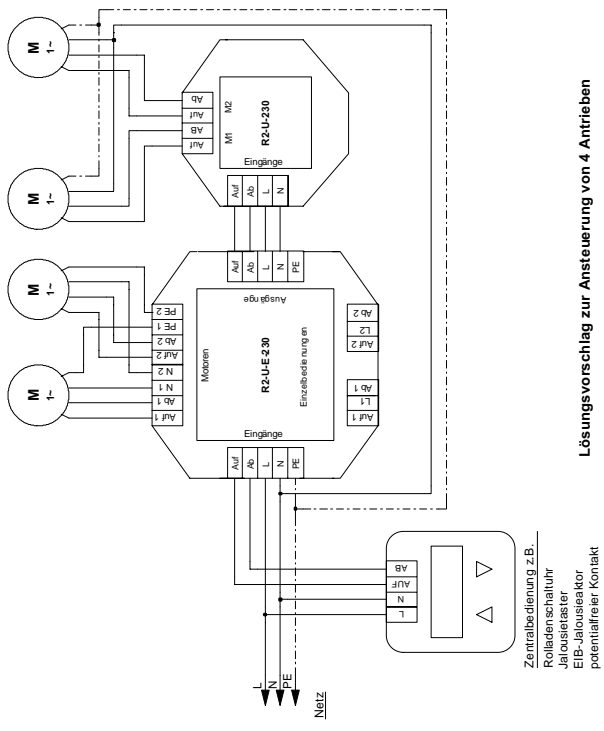 M
1~
M
1~
M
1~
M
1~
Ab
Auf
AB
Auf
M2
M1
R2-U-230
Eingänge
Auf
Ab
L
N
Auf
Ab
L
N
PE
PE 2
PE 1
Ab 2
Auf 2
N 2
N 1
Ab 1
Auf 1
Motoren
Ausgänge
R2-U-E-230
Einzelbedienungen
Eingänge
Ab 2
L2
Auf 2
Ab 1
L1
Auf 1
Auf
Ab
L
N
PE
AB
AUF
N
L
L
N
PE
Netz
Zentralbedienung z.B.
Rolladenschaltuhr
Jalousietaster
EIB-Jalousieaktor
potentialfreier Kontakt
Lösungsvorschlag zur Ansteuerung von 4 Antrieben